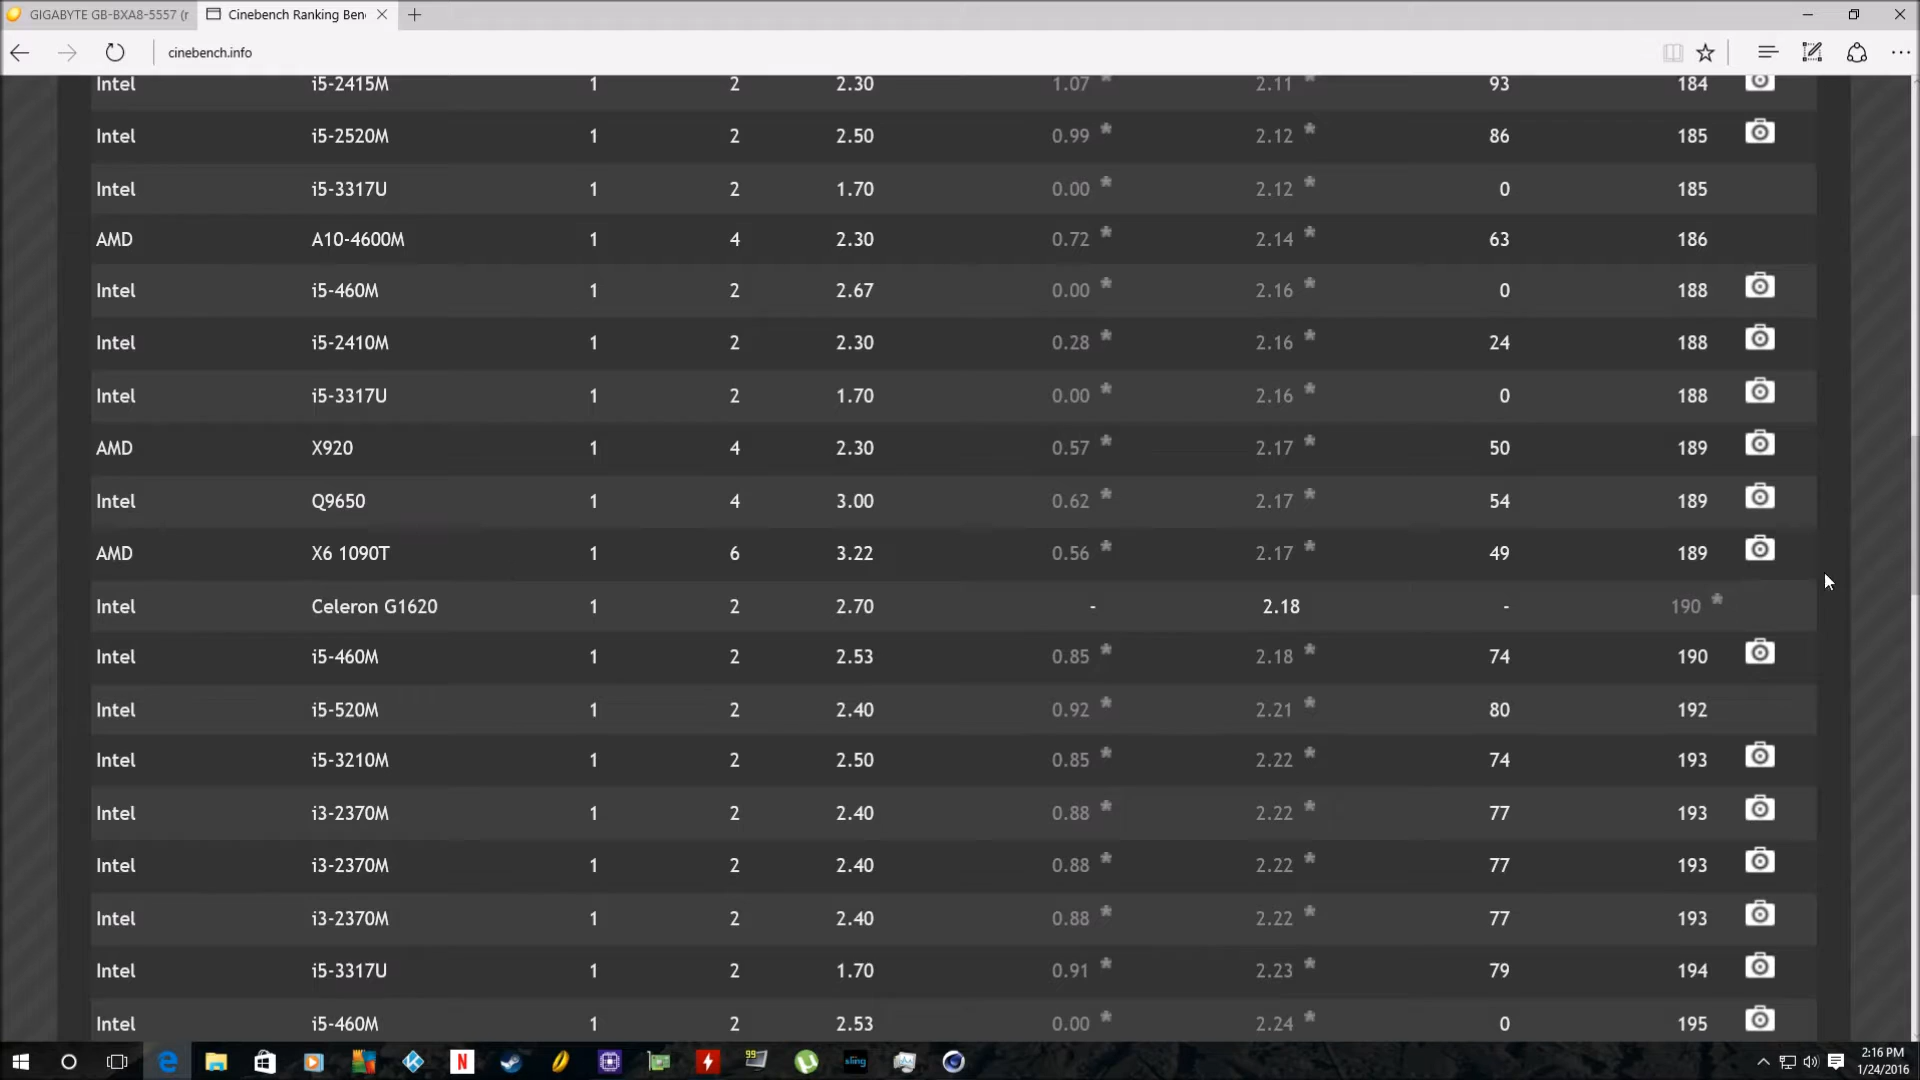 GIGABYTE GB-BXA8-5557 (r
Cinebench Ranking Ben
cinebench.info
Intel i5-2415M 1 2 2.30 1.07 * 2.11 * 93 184
Intel i5-2520M 1 2 2.50 0.99 * 2.12 * 86 185
Intel i5-3317U 1 2 1.70 0.00 * 2.12 * 0 185
AMD A10-4600M 1 4 2.30 0.72 * 2.14 * 63 186
Intel i5-460M 1 2 2.67 0.00 * 2.16 * 0 188
Intel i5-2410M 1 2 2.30 0.28 * 2.16 * 24 188
Intel i5-3317U 1 2 1.70 0.00 * 2.16 * 0 188
AMD X920 1 4 2.30 0.57 * 2.17 * 50 189
Intel Q9650 1 4 3.00 0.62 * 2.17 * 54 189
AMD X6 1090T 1 6 3.22 0.56 * 2.17 * 49 189
Intel Celeron G1620 1 2 2.70 - 2.18 - 190 *
Intel i5-460M 1 2 2.53 0.85 * 2.18 * 74 190
Intel i5-520M 1 2 2.40 0.92 * 2.21 * 80 192
Intel i5-3210M 1 2 2.50 0.85 * 2.22 * 74 193
Intel i3-2370M 1 2 2.40 0.88 * 2.22 * 77 193
Intel i3-2370M 1 2 2.40 0.88 * 2.22 * 77 193
Intel i3-2370M 1 2 2.40 0.88 * 2.22 * 77 193
Intel i5-3317U 1 2 1.70 0.91 * 2.23 * 79 194
Intel i5-460M 1 2 2.53 0.00 * 2.24 * 0 195
N 99 sling 2:16 PM
1/24/2016